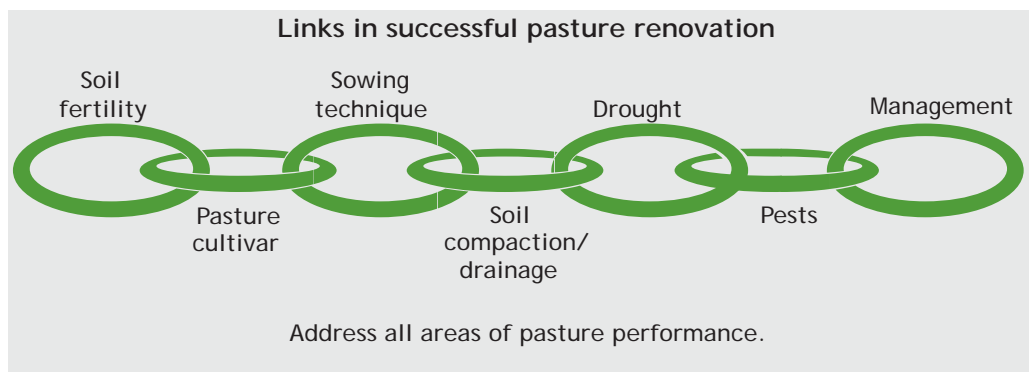 Links in successful pasture renovation
Soil
fertility
Sowing
technique
Drought
Management
Pasture
cultivar
Soil
compaction/
drainage
Pests
Address all areas of pasture performance.